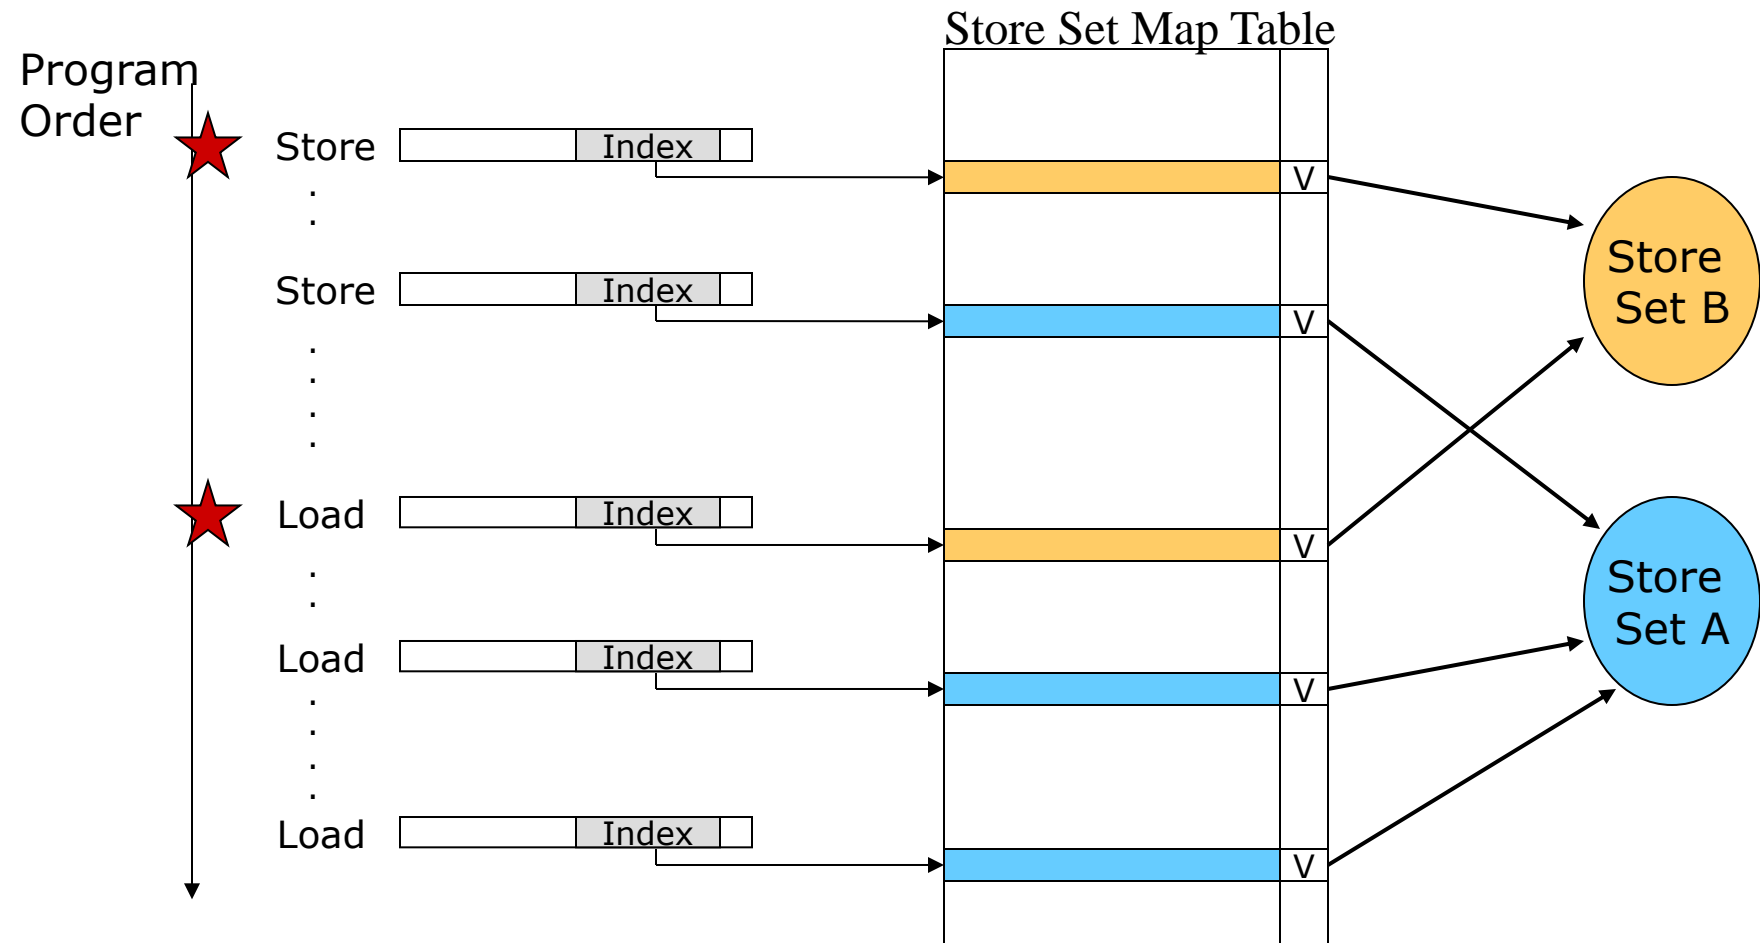 Store Set Map Table
Program
Order
Store
Index
V
.
.
Store
Index
V
.
.
.
.
Load
Index
V
.
.
Load
Index
V
.
.
.
.
Load
Index
V
Store
Set B
Store
Set A